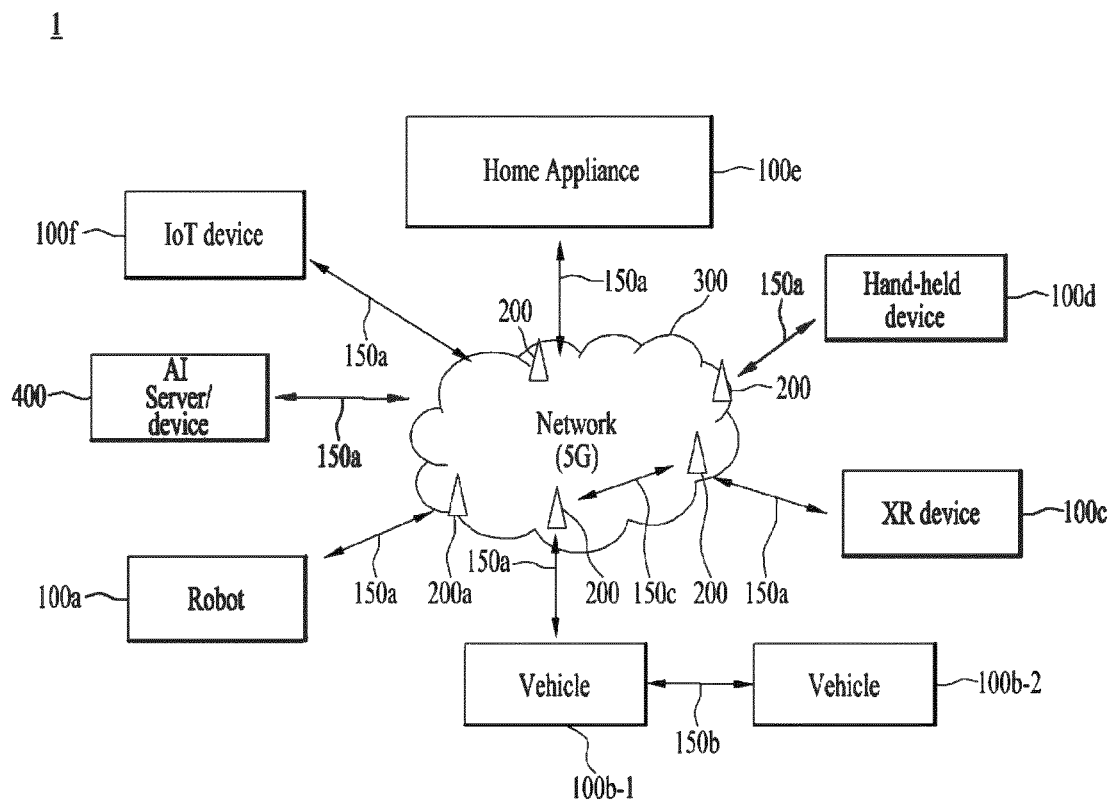 1
Home Appliance
100e
IoT device
100f
150a
300
150a
Hand-held
device
100d
200
150a
AI
Server/
device
400
150a
200
Network
(5G)
XR device
100c
Robot
100a
150a
200a
150a
200
150c
200
150a
Vehicle
Vehicle
100b-2
150b
100b-1